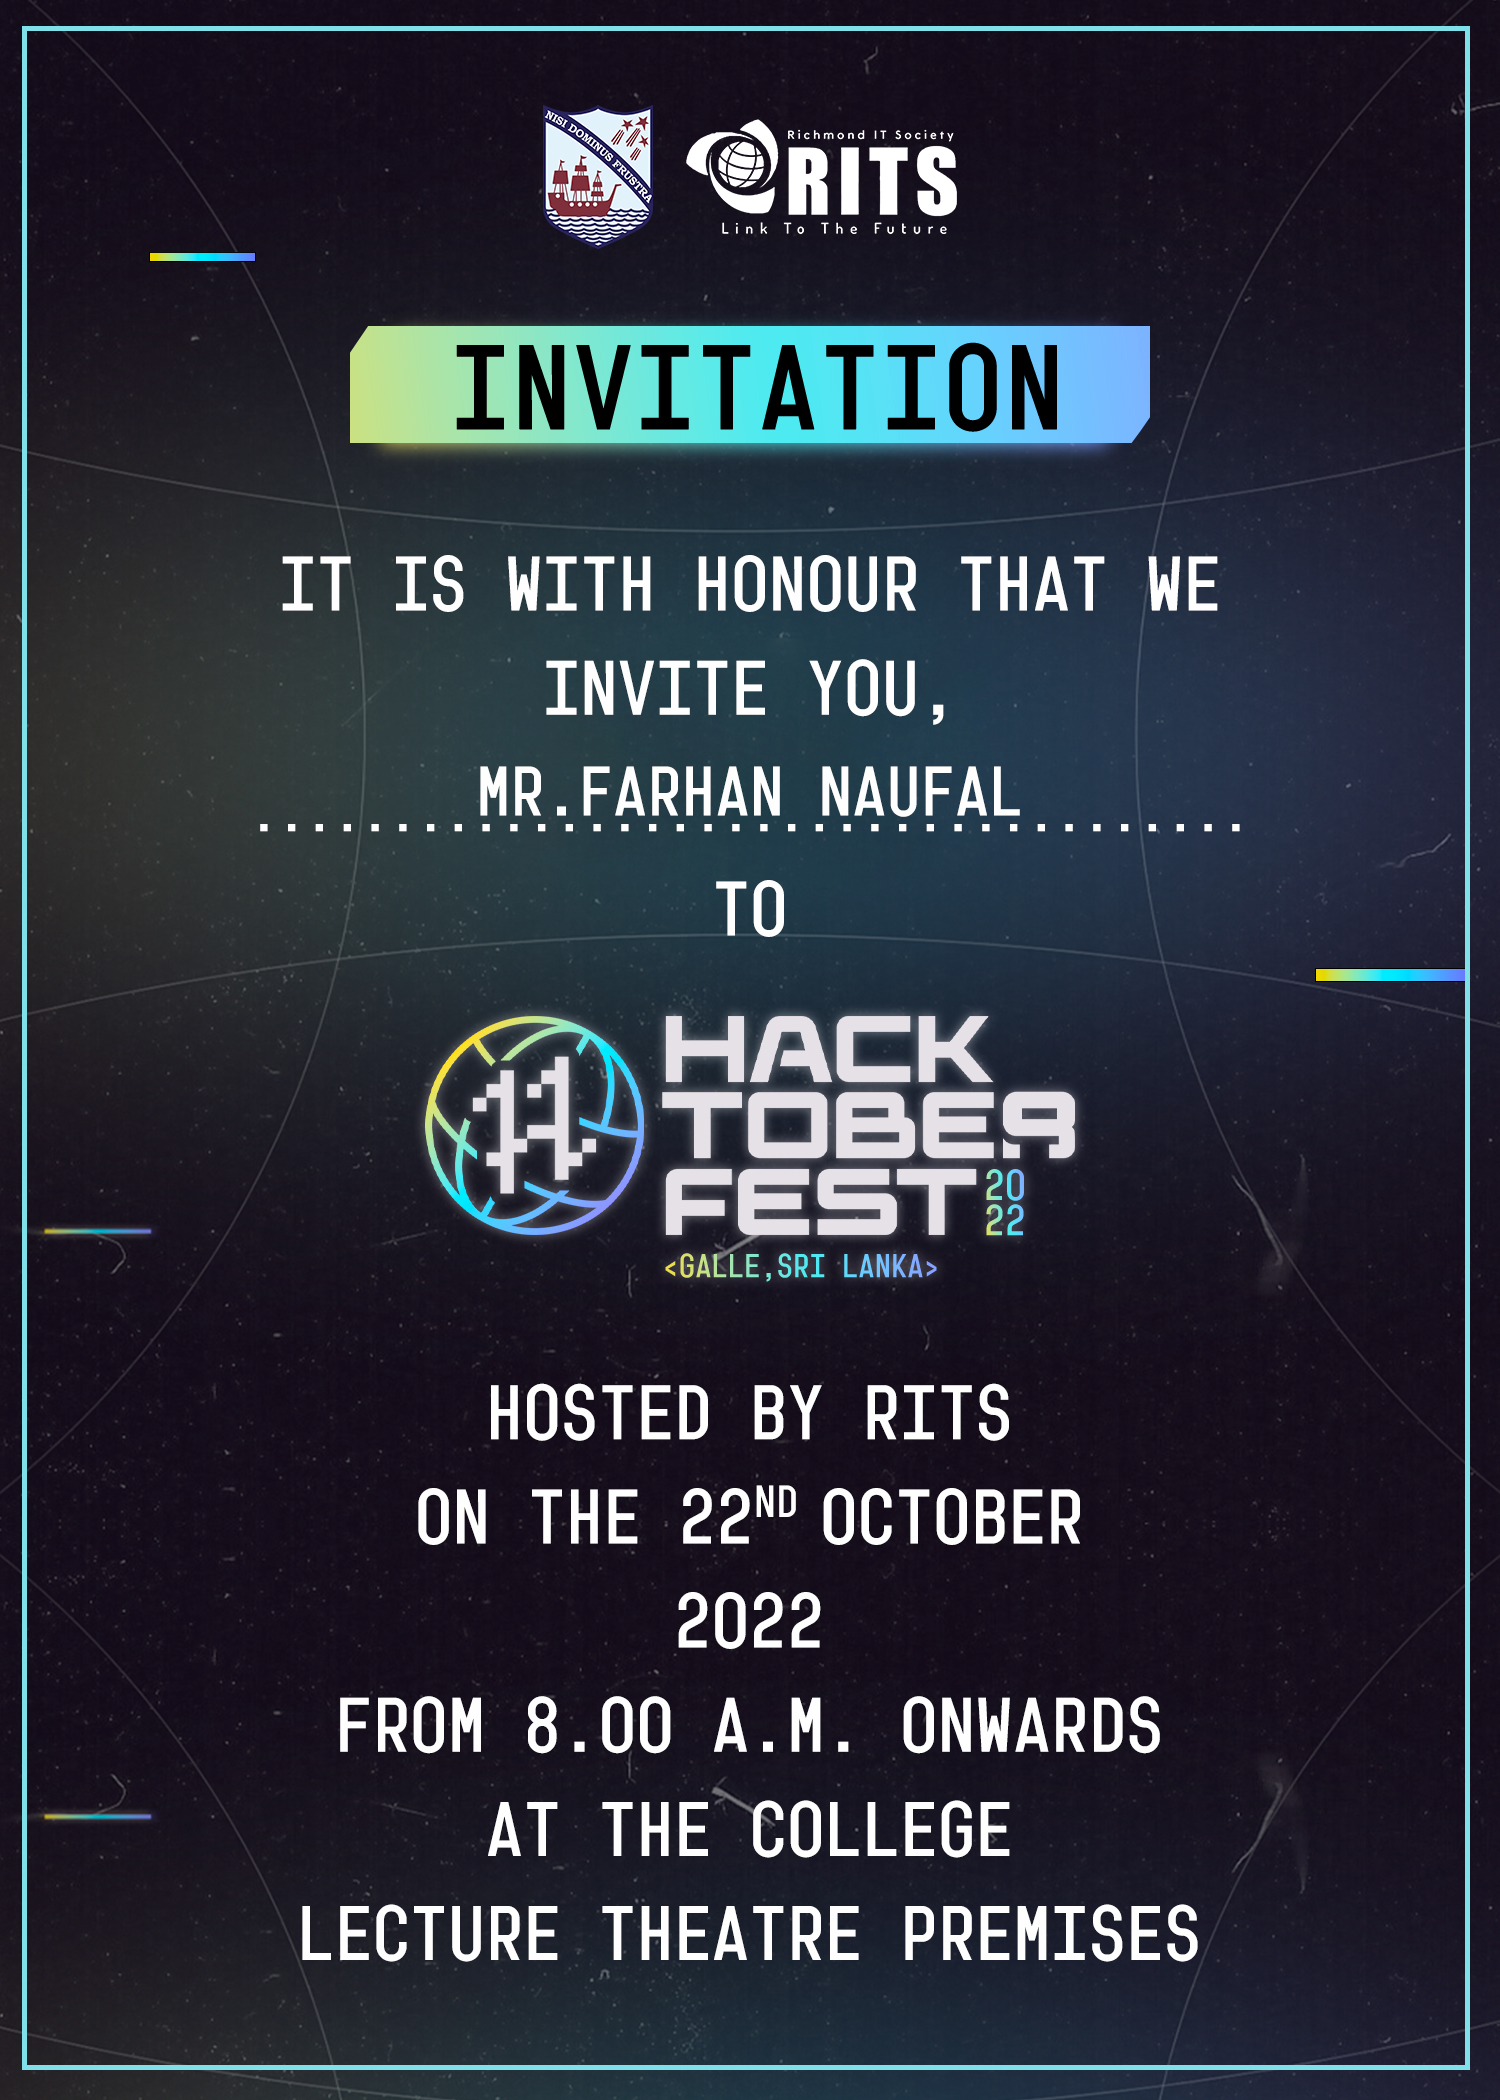 NISI DOMINUS FRUSTRA
Richmond IT Society
RITS
Link To The Future
INVITATION
IT IS WITH HONOUR THAT WE
INVITE YOU,
MR.FARHAN NAUFAL
TO
HACK
TOBER
FEST 20
22
<GALLE,SRI LANKA>
HOSTED BY RITS
ON THE 22ND OCTOBER
2022
FROM 8.00 A.M. ONWARDS
AT THE COLLEGE
LECTURE THEATRE PREMISES